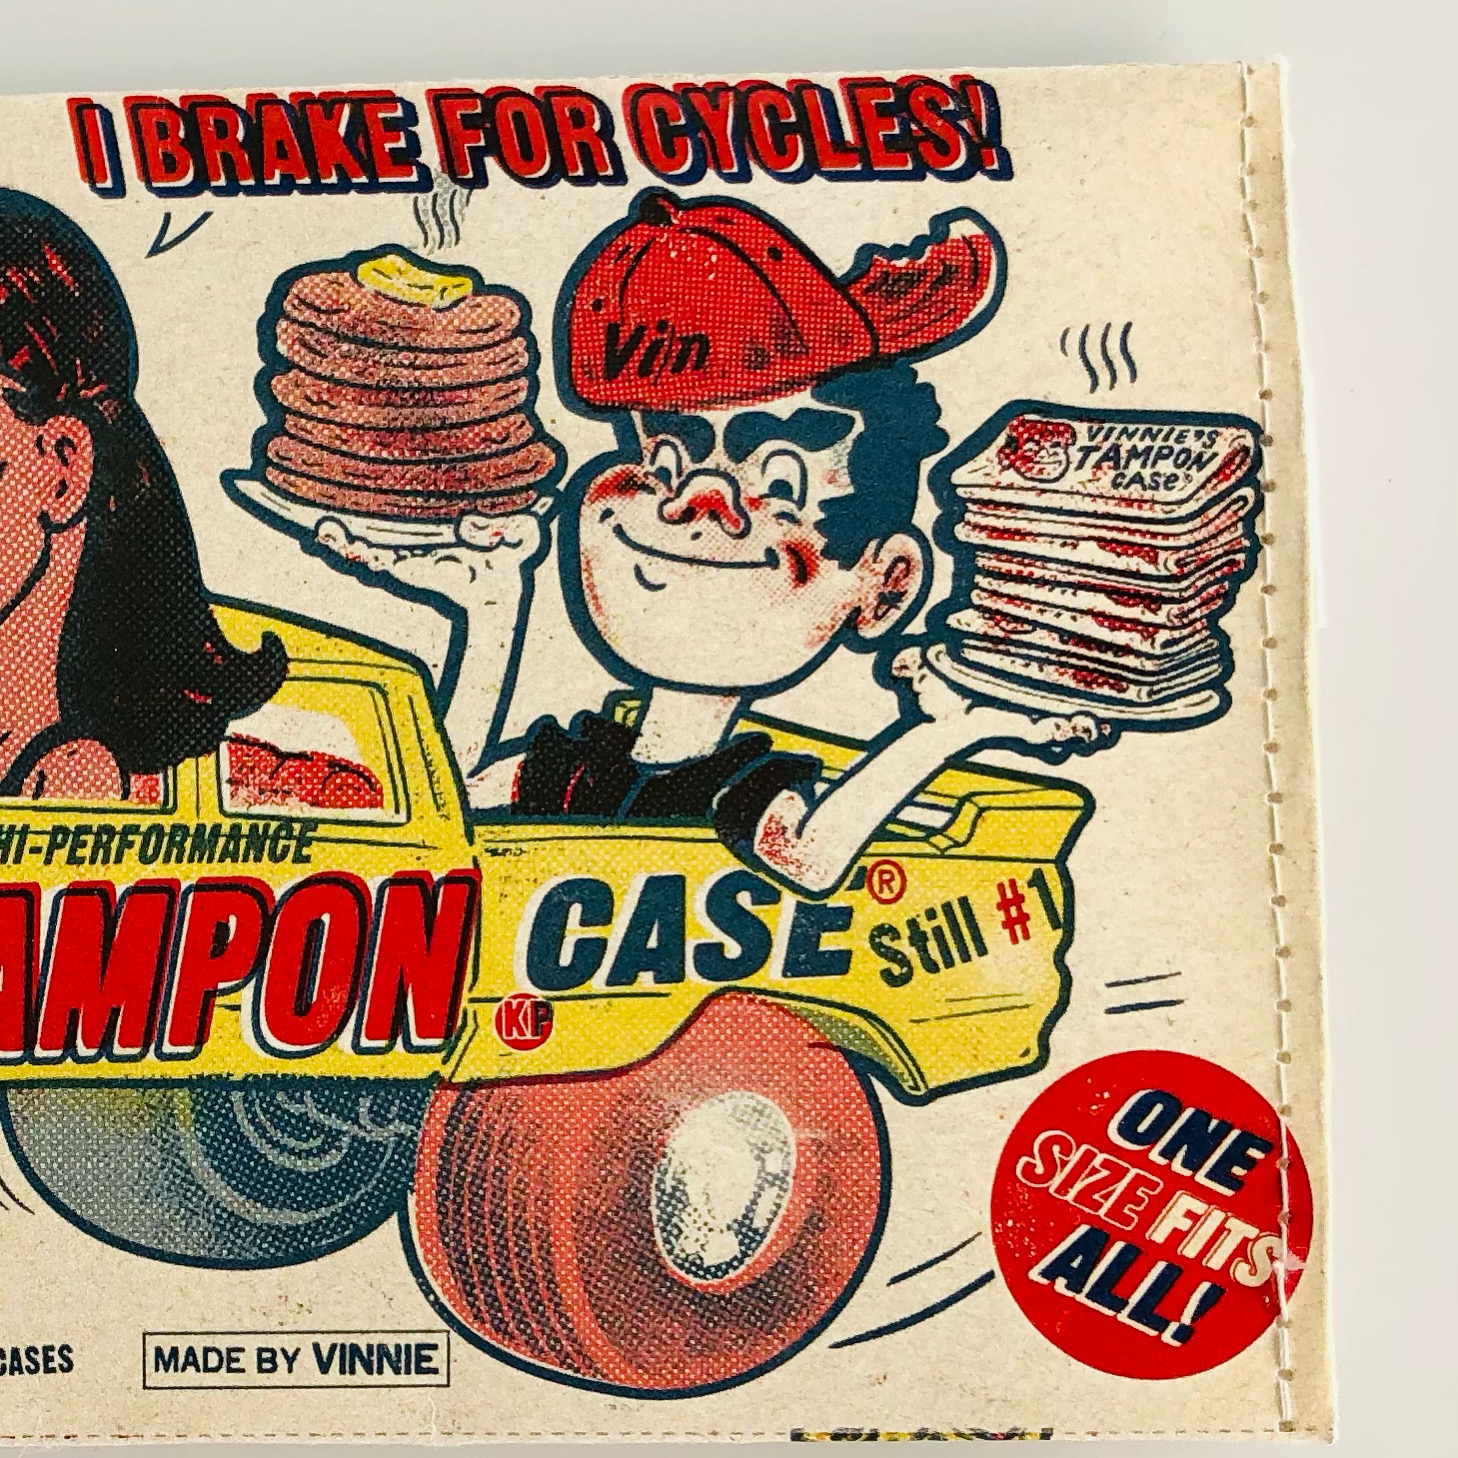 I BRAKE FOR CYCLES!
Vin
VINNIE'S
TAMPON
CASE
HI-PERFORMANCE
AMPON
CASE®
Still #1
KP
ONE
SIZE FITS
ALL!
CASES
MADE BY VINNIE